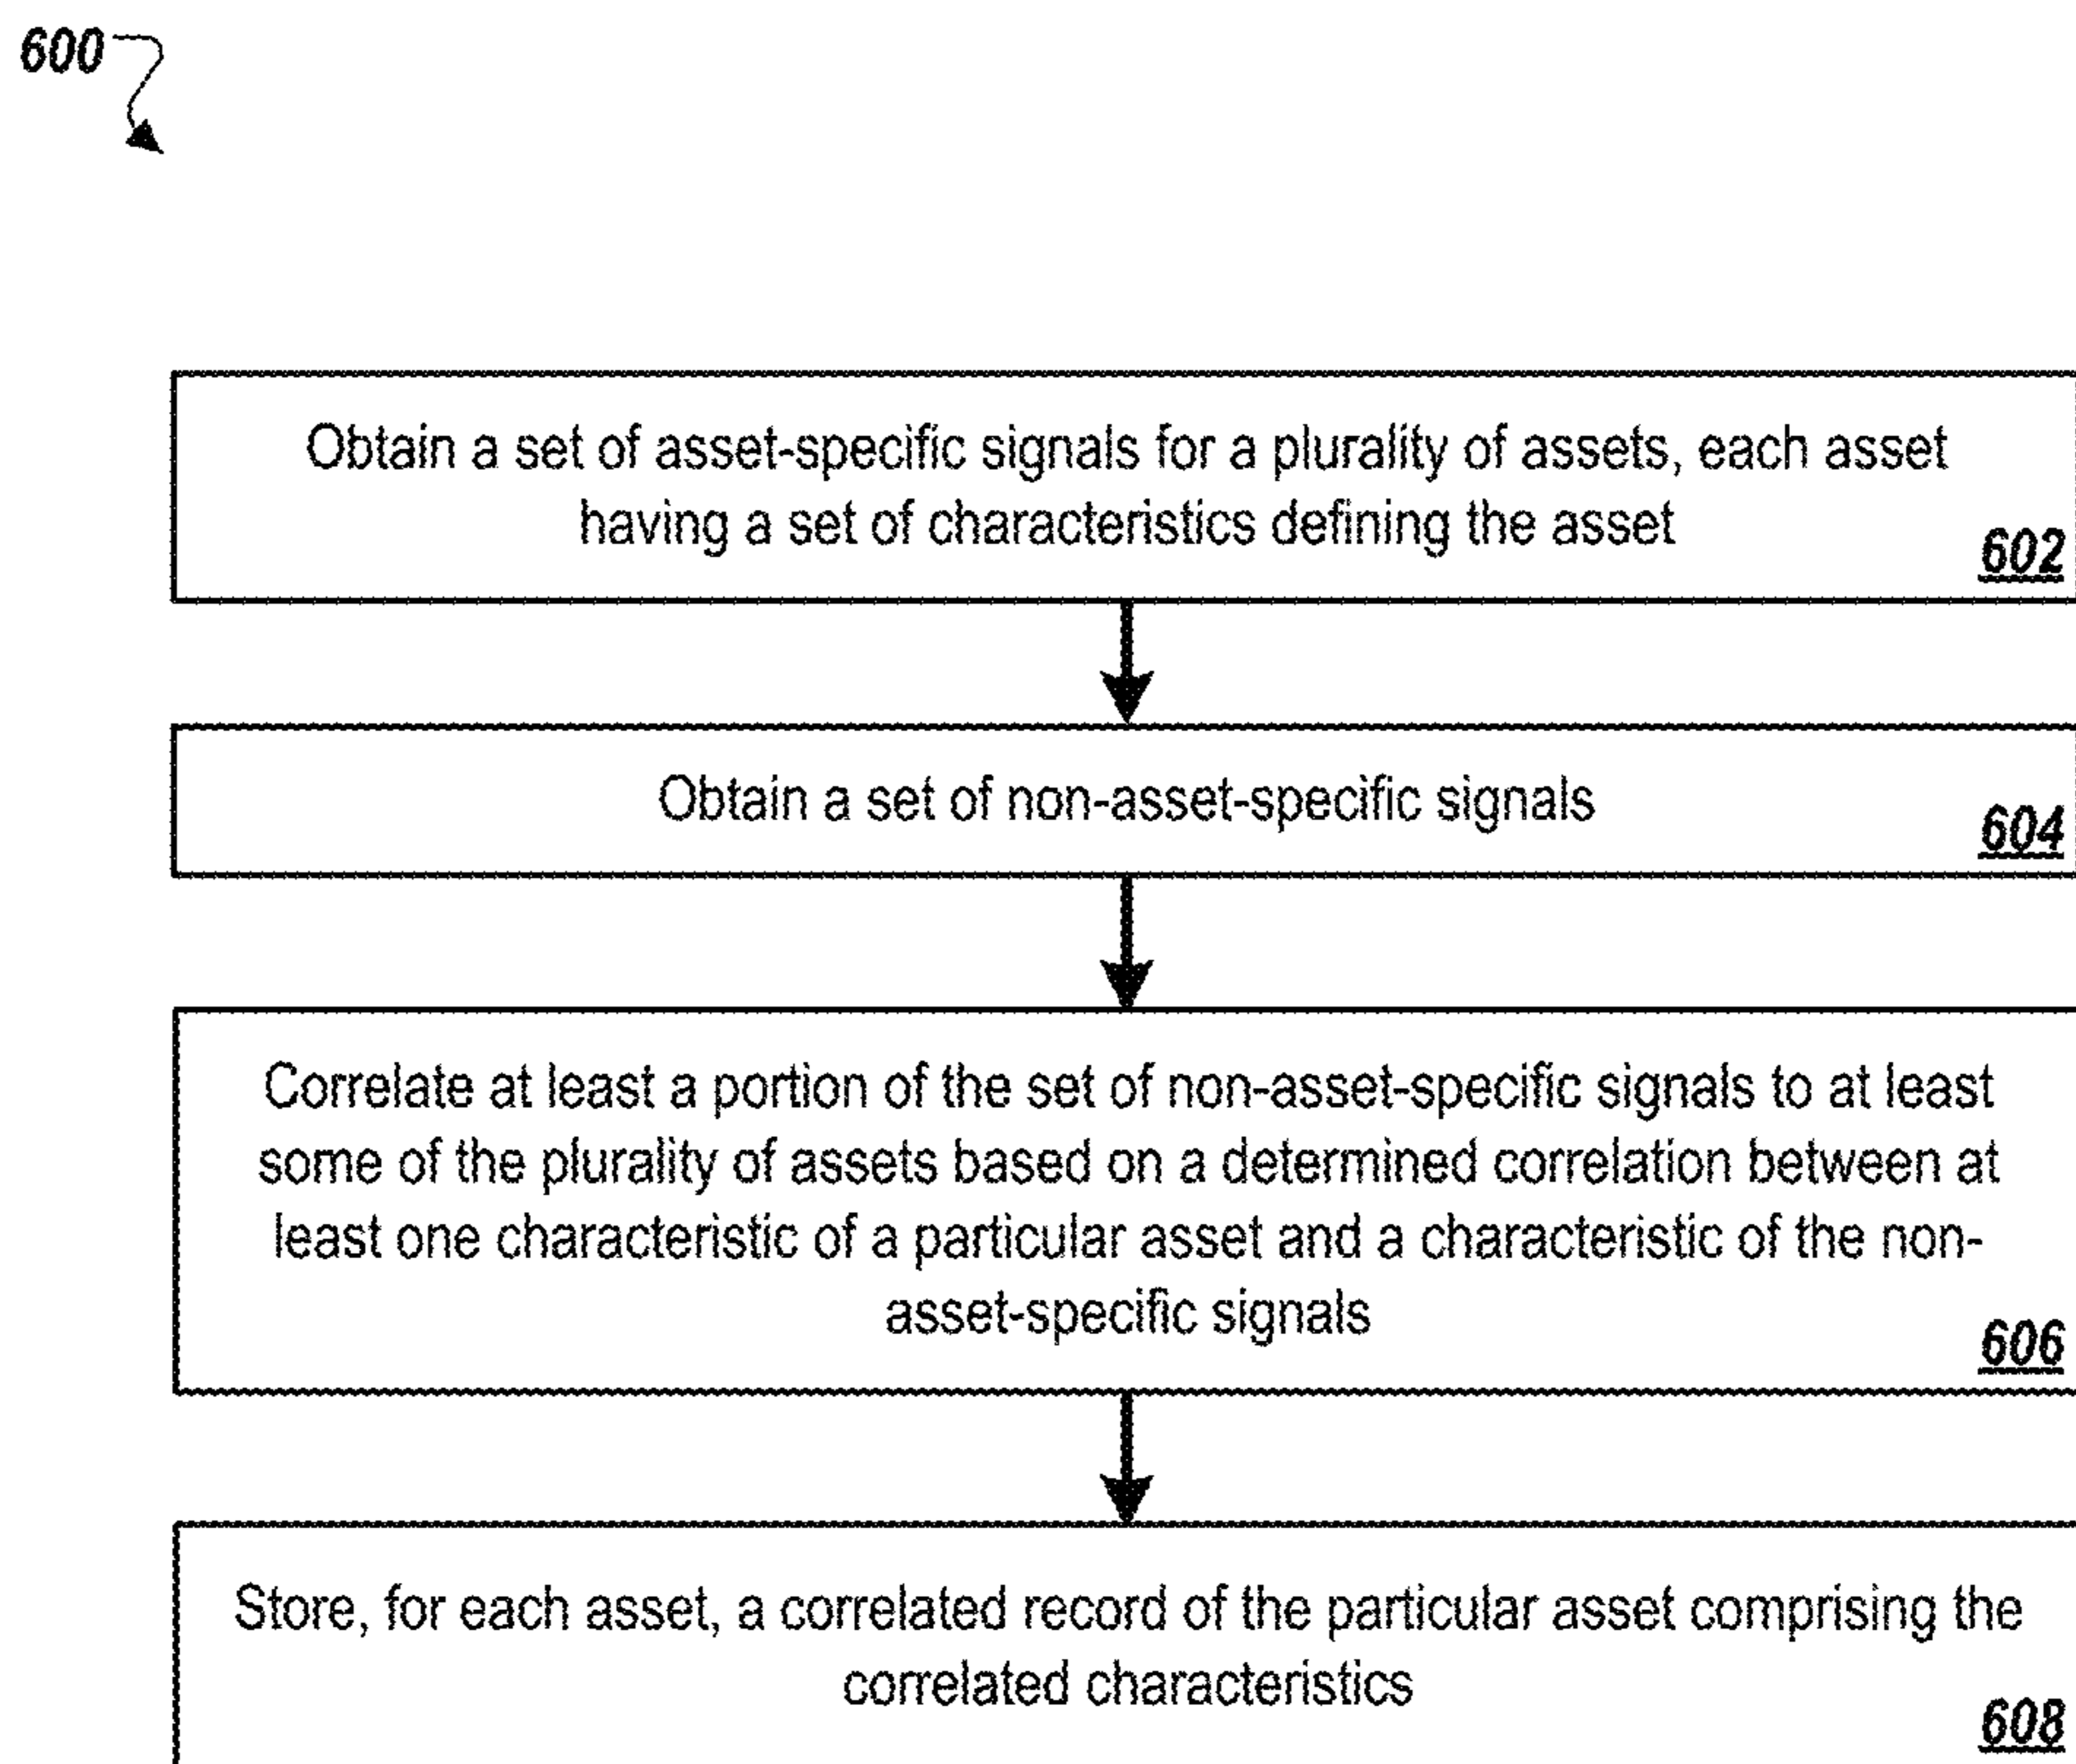 600
Obtain a set of asset-specific signals for a plurality of assets, each asset
having a set of characteristics defining the asset
602
Obtain a set of non-asset-specific signals
604
Correlate at least a portion of the set of non-asset-specific signals to at least
some of the plurality of assets based on a determined correlation between at
least one characteristic of a particular asset and a characteristic of the non-
asset-specific signals
606
Store, for each asset, a correlated record of the particular asset comprising the
correlated characteristics
608